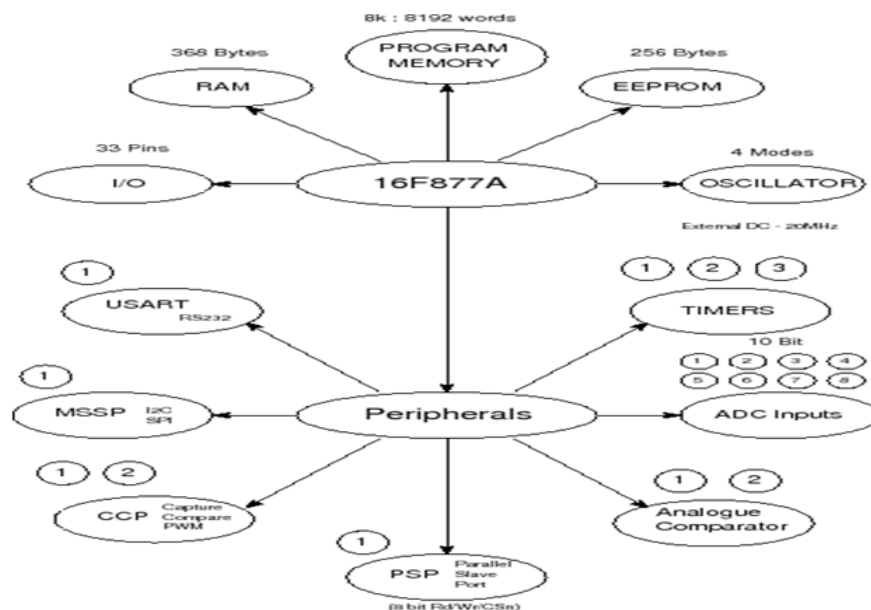 8k : 8192 words
PROGRAM
MEMORY
368 Bytes
RAM
256 Bytes
EEPROM
33 Pins
I/O
16F877A
4 Modes
OSCILLATOR
External DC - 20MHz
1
USART
RS232
1 2 3
TIMERS
10 Bit
1 2 3 4
5 6 7 8
ADC Inputs
1
MSSP
I2C
SPI
Peripherals
1 2
CCP
Capture
Compare
PWM
1 2
Analogue
Comparator
1
PSP
Parallel
Slave
Port
(8 bit Rd/Wr/CSn)